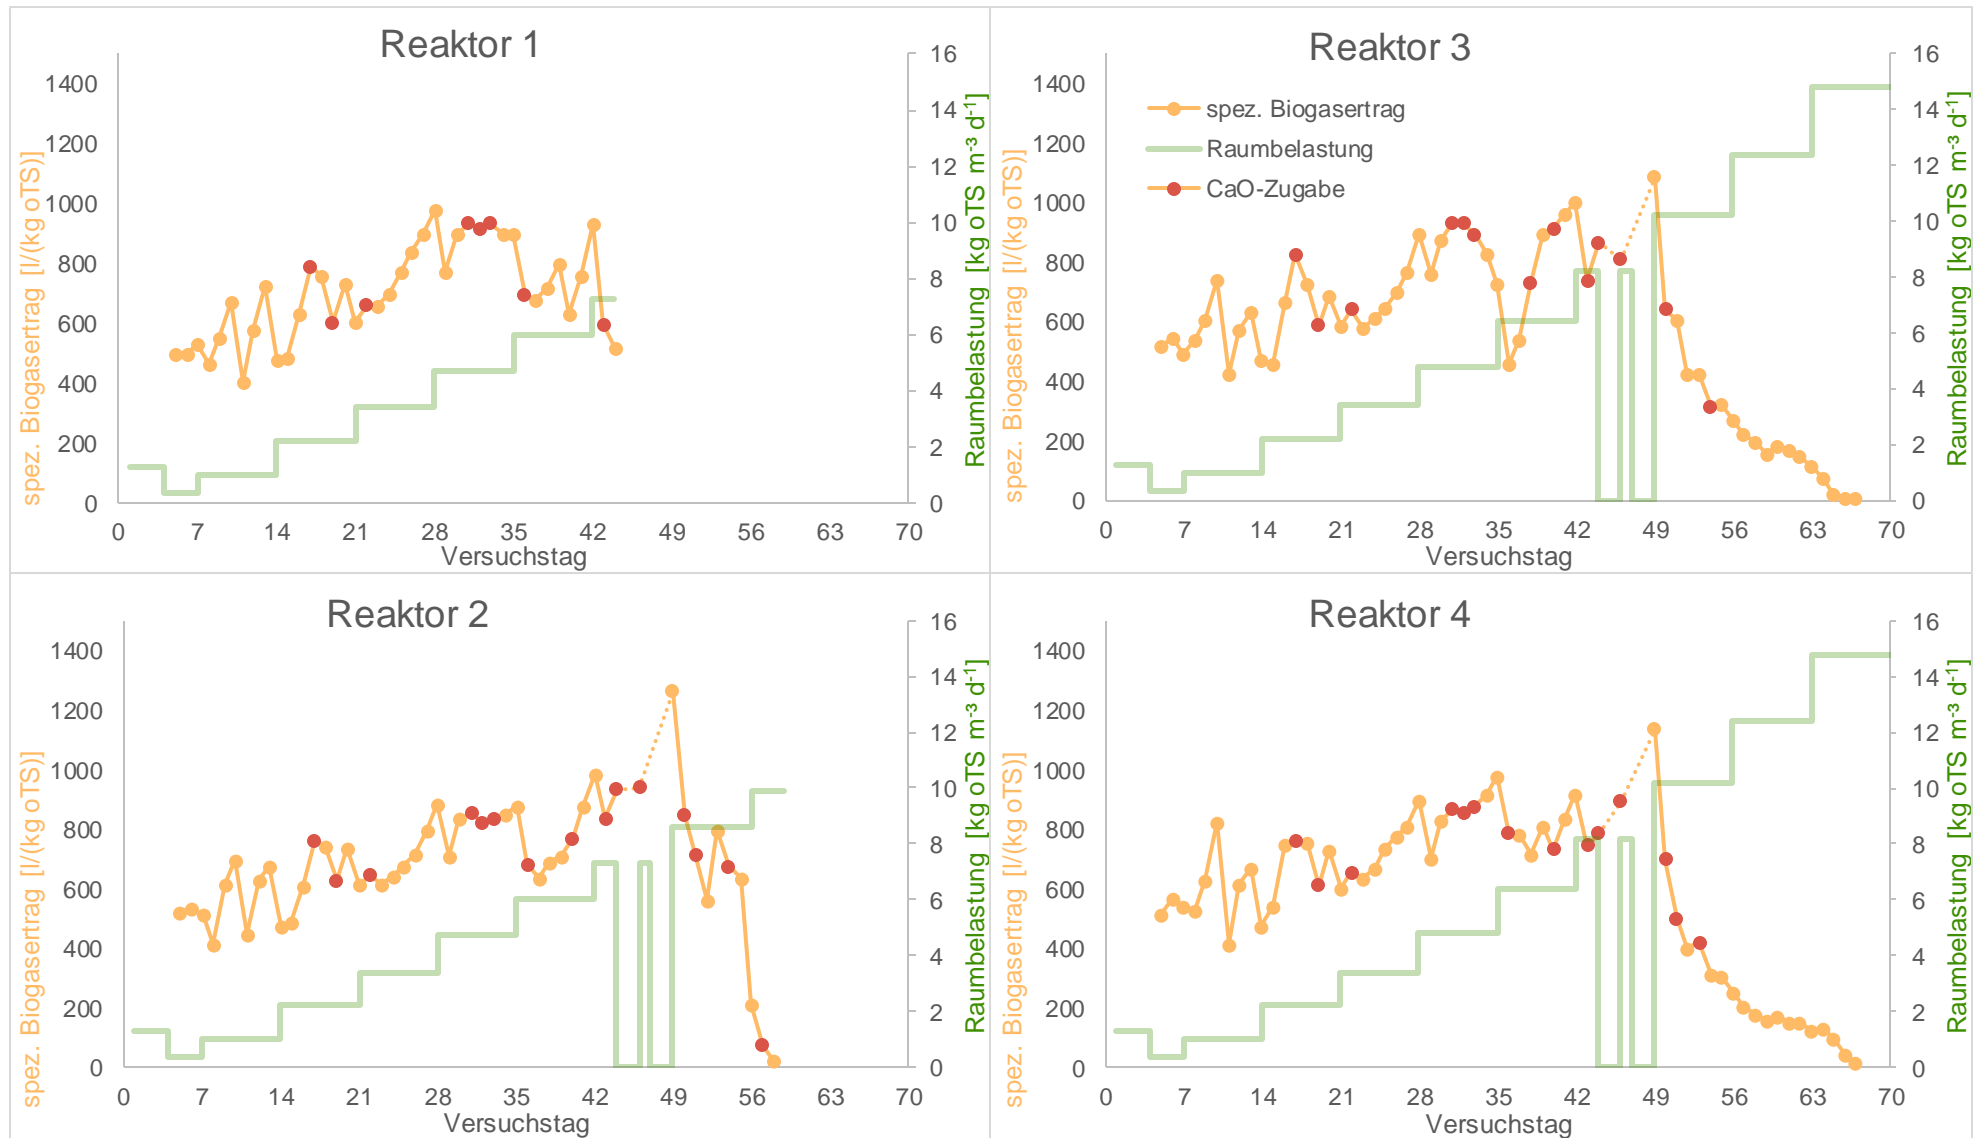 Reaktor 1
spez. Biogasertrag [l/(kg oTS)]
1400
1200
1000
800
600
400
200
0
16
14
12
10
8
6
4
2
0
Raumbelastung [kg oTS m⁻³ d⁻¹]
0 7 14 21 28 35 42 49 56 63 70
Versuchstag
Reaktor 3
spez. Biogasertrag [l/(kg oTS)]
1400
1200
1000
800
600
400
200
0
spez. Biogasertrag
Raumbelastung
CaO-Zugabe
16
14
12
10
8
6
4
2
0
Raumbelastung [kg oTS m⁻³ d⁻¹]
0 7 14 21 28 35 42 49 56 63 70
Versuchstag
Reaktor 2
spez. Biogasertrag [l/(kg oTS)]
1400
1200
1000
800
600
400
200
0
16
14
12
10
8
6
4
2
0
Raumbelastung [kg oTS m⁻³ d⁻¹]
0 7 14 21 28 35 42 49 56 63 70
Versuchstag
Reaktor 4
spez. Biogasertrag [l/(kg oTS)]
1400
1200
1000
800
600
400
200
0
16
14
12
10
8
6
4
2
0
Raumbelastung [kg oTS m⁻³ d⁻¹]
0 7 14 21 28 35 42 49 56 63 70
Versuchstag